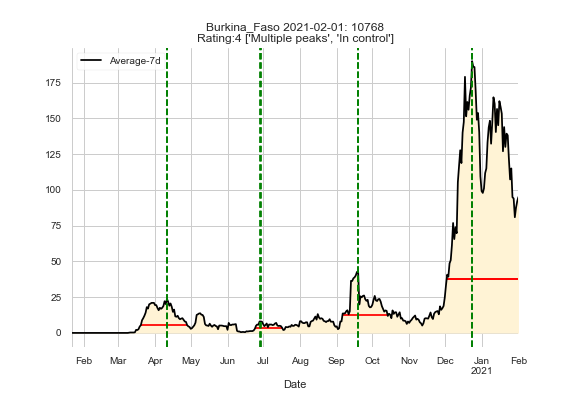 Burkina_Faso 2021-02-01: 10768
Rating:4 ['Multiple peaks', 'In control']
Average-7d
175
150
125
100
75
50
25
0
Feb Mar Apr May Jun Jul Aug Sep Oct Nov Dec Jan Feb
2021
Date